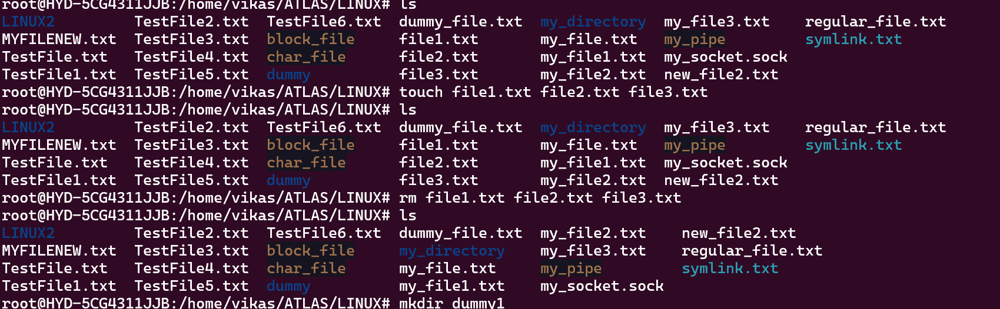 root@HYD-5CG4311JJB:/home/vikas/ATLAS/LINUX# ls
LINUX2 TestFile2.txt TestFile6.txt dummy_file.txt my_directory my_file3.txt regular_file.txt
MYFILENEW.txt TestFile3.txt block_file file1.txt my_file.txt my_pipe symlink.txt
TestFile.txt TestFile4.txt char_file file2.txt my_file1.txt my_socket.sock
TestFile1.txt TestFile5.txt dummy file3.txt my_file2.txt new_file2.txt
root@HYD-5CG4311JJB:/home/vikas/ATLAS/LINUX# touch file1.txt file2.txt file3.txt
root@HYD-5CG4311JJB:/home/vikas/ATLAS/LINUX# ls
LINUX2 TestFile2.txt TestFile6.txt dummy_file.txt my_directory my_file3.txt regular_file.txt
MYFILENEW.txt TestFile3.txt block_file file1.txt my_file.txt my_pipe symlink.txt
TestFile.txt TestFile4.txt char_file file2.txt my_file1.txt my_socket.sock
TestFile1.txt TestFile5.txt dummy file3.txt my_file2.txt new_file2.txt
root@HYD-5CG4311JJB:/home/vikas/ATLAS/LINUX# rm file1.txt file2.txt file3.txt
root@HYD-5CG4311JJB:/home/vikas/ATLAS/LINUX# ls
LINUX2 TestFile2.txt TestFile6.txt dummy_file.txt my_file2.txt new_file2.txt
MYFILENEW.txt TestFile3.txt block_file my_directory my_file3.txt regular_file.txt
TestFile.txt TestFile4.txt char_file my_file.txt my_pipe symlink.txt
TestFile1.txt TestFile5.txt dummy my_file1.txt my_socket.sock
root@HYD-5CG4311JJB:/home/vikas/ATLAS/LINUX# mkdir dummy1